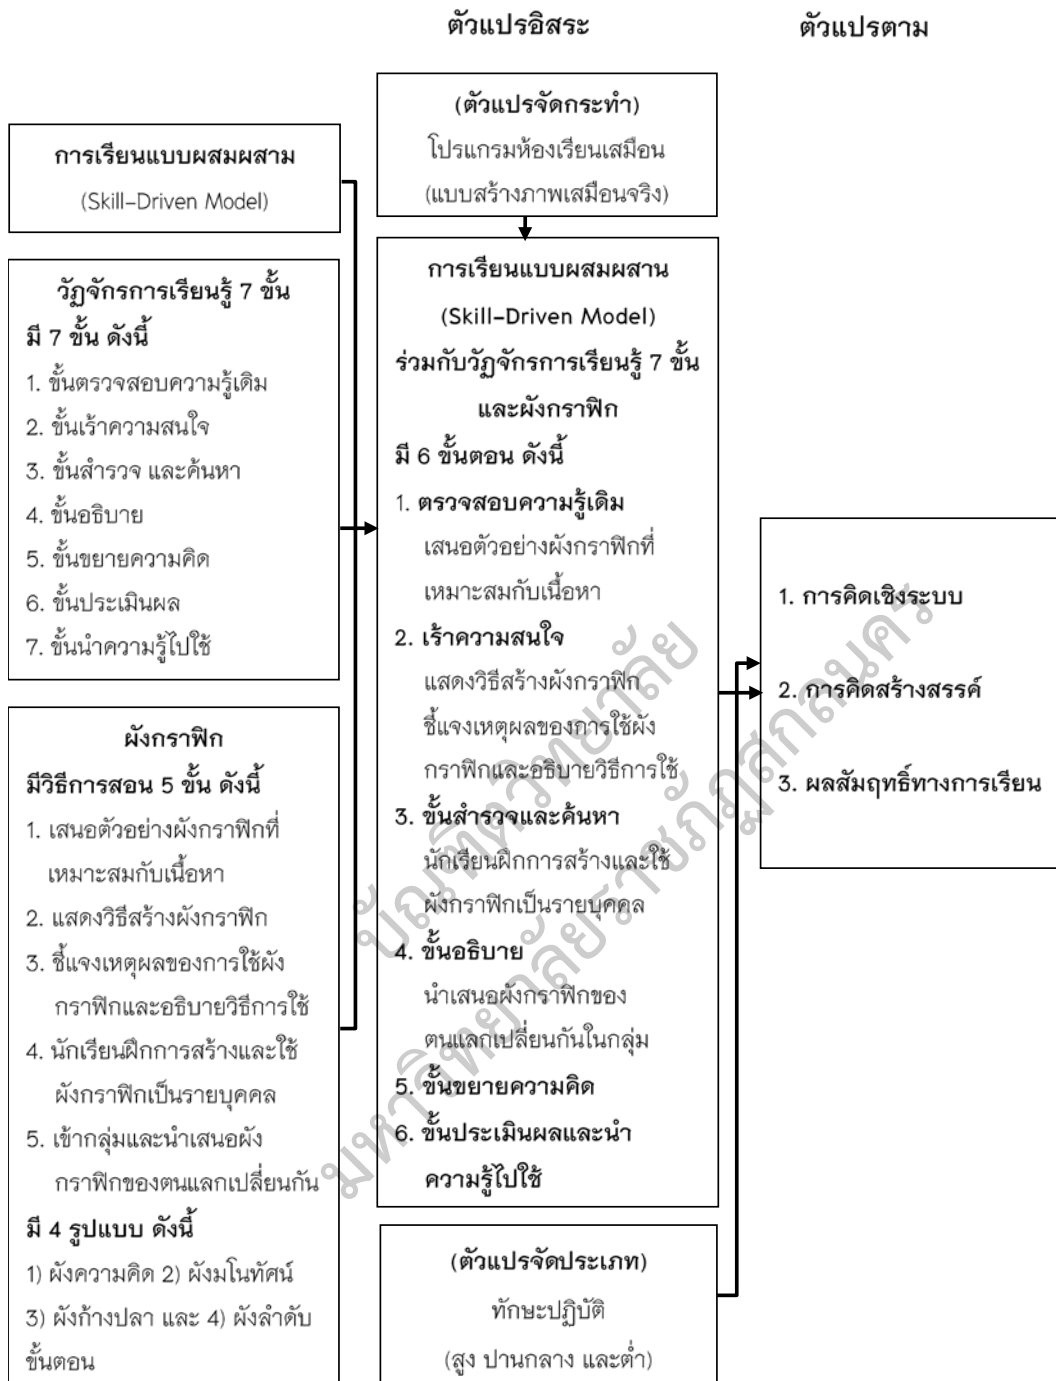 ตัวแปรอิสระ
ตัวแปรตาม
การเรียนแบบผสมผสาม
(Skill-Driven Model)
วัฏจักรการเรียนรู้ 7 ขั้น
มี 7 ขั้น ดังนี้
1. ขั้นตรวจสอบความรู้เดิม
2. ขั้นเร้าความสนใจ
3. ขั้นสำรวจ และค้นหา
4. ขั้นอธิบาย
5. ขั้นขยายความคิด
6. ขั้นประเมินผล
7. ขั้นนำความรู้ไปใช้
ผังกราฟิก
มีวิธีการสอน 5 ขั้น ดังนี้
1. เสนอตัวอย่างผังกราฟิกที่
เหมาะสมกับเนื้อหา
2. แสดงวิธีสร้างผังกราฟิก
3. ชี้แจงเหตุผลของการใช้ผัง
กราฟิกและอธิบายวิธีการใช้
4. นักเรียนฝึกการสร้างและใช้
ผังกราฟิกเป็นรายบุคคล
5. เข้ากลุ่มและนำเสนอผัง
กราฟิกของตนแลกเปลี่ยนกัน
มี 4 รูปแบบ ดังนี้
1) ผังความคิด 2) ผังมโนทัศน์
3) ผังก้างปลา และ 4) ผังลำดับ
ขั้นตอน
(ตัวแปรจัดกระทำ)
โปรแกรมห้องเรียนเสมือน
(แบบสร้างภาพเสมือนจริง)
การเรียนแบบผสมผสาน
(Skill-Driven Model)
ร่วมกับวัฏจักรการเรียนรู้ 7 ขั้น
และผังกราฟิก
มี 6 ขั้นตอน ดังนี้
1. ตรวจสอบความรู้เดิม
เสนอตัวอย่างผังกราฟิกที่
เหมาะสมกับเนื้อหา
2. เร้าความสนใจ
แสดงวิธีสร้างผังกราฟิก
ชี้แจงเหตุผลของการใช้ผัง
กราฟิกและอธิบายวิธีการใช้
3. ขั้นสำรวจและค้นหา
นักเรียนฝึกการสร้างและใช้
ผังกราฟิกเป็นรายบุคคล
4. ขั้นอธิบาย
นำเสนอผังกราฟิกของ
ตนแลกเปลี่ยนกันในกลุ่ม
5. ขั้นขยายความคิด
6. ขั้นประเมินผลและนำ
ความรู้ไปใช้
(ตัวแปรจัดประเภท)
ทักษะปฏิบัติ
(สูง ปานกลาง และต่ำ)
1. การคิดเชิงระบบ
2. การคิดสร้างสรรค์
3. ผลสัมฤทธิ์ทางการเรียน
บัณฑิตวิทยาลัย
มหาวิทยาลัยราชภัฏสกลนคร